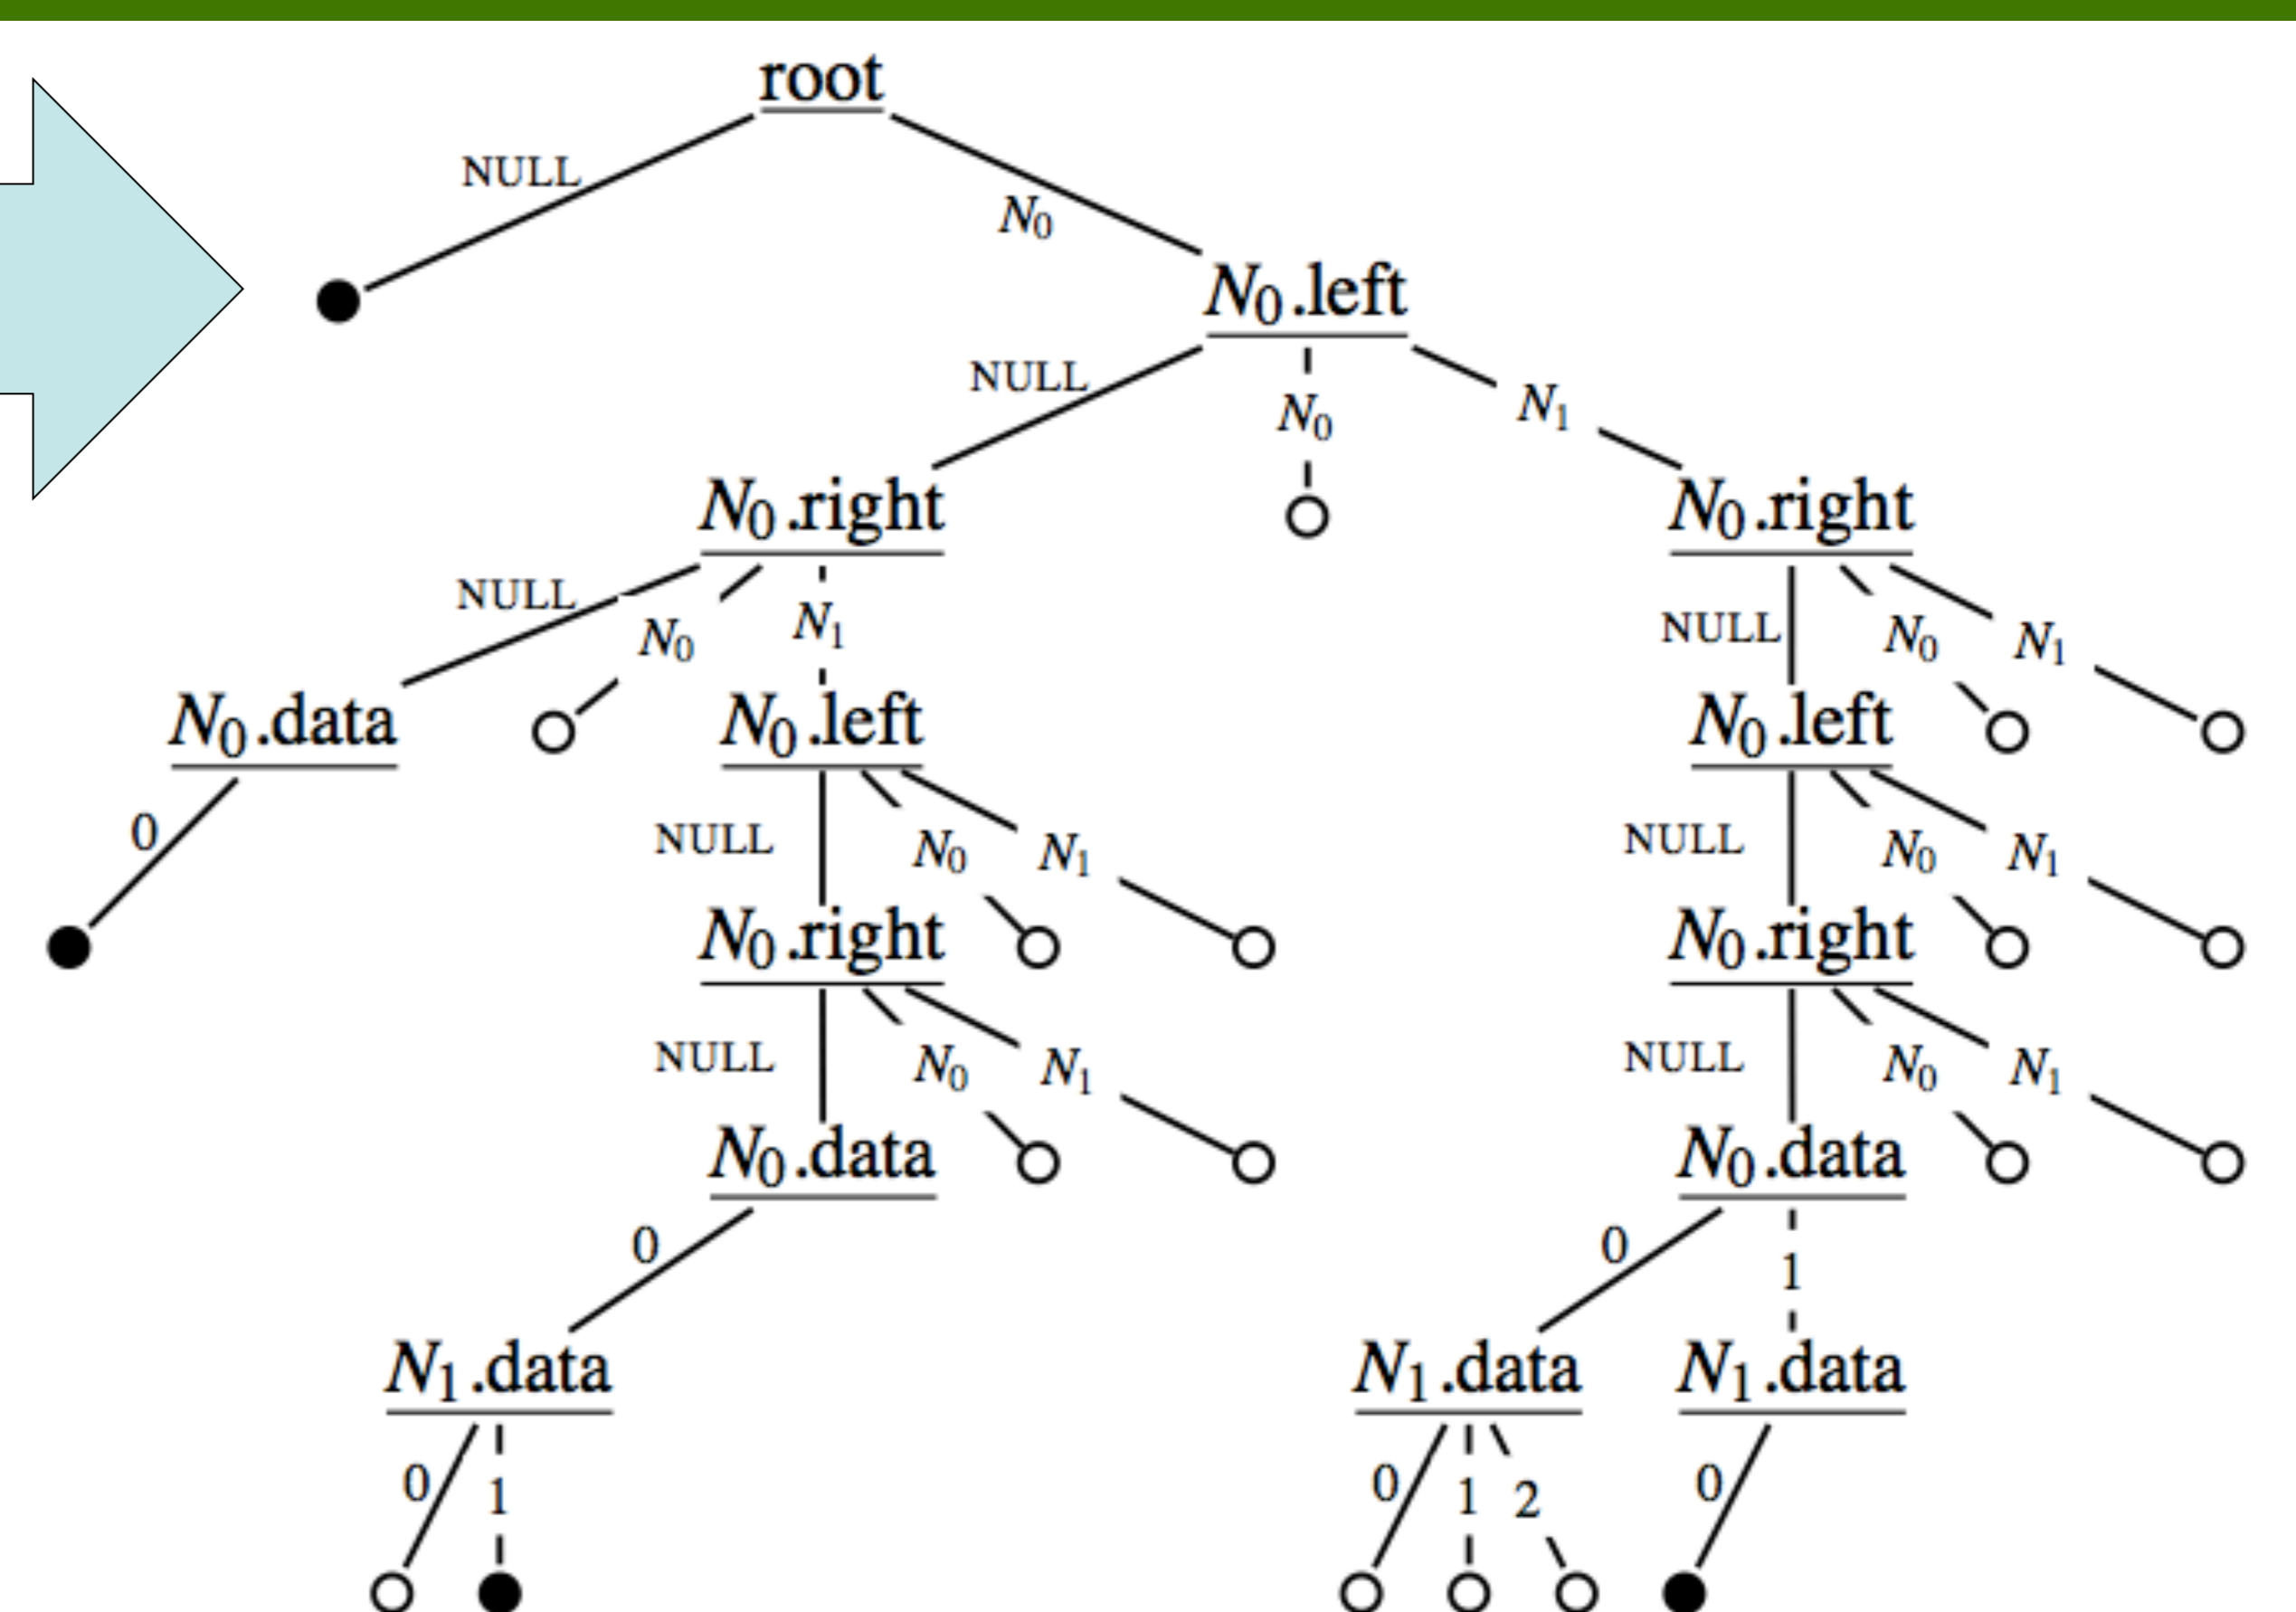 root
NULL
N₀
N₀.left
NULL
N₀
N₁
N₀.right
N₀.right
NULL
N₀
N₁
NULL
N₀
N₁
N₀.data
N₀.left
N₀.left
0
NULL
N₀
N₁
NULL
N₀
N₁
N₀.right
N₀.right
NULL
N₀
N₁
NULL
N₀
N₁
N₀.data
N₀.data
0
0
1
N₁.data
N₁.data
N₁.data
0
1
0
1
2
0